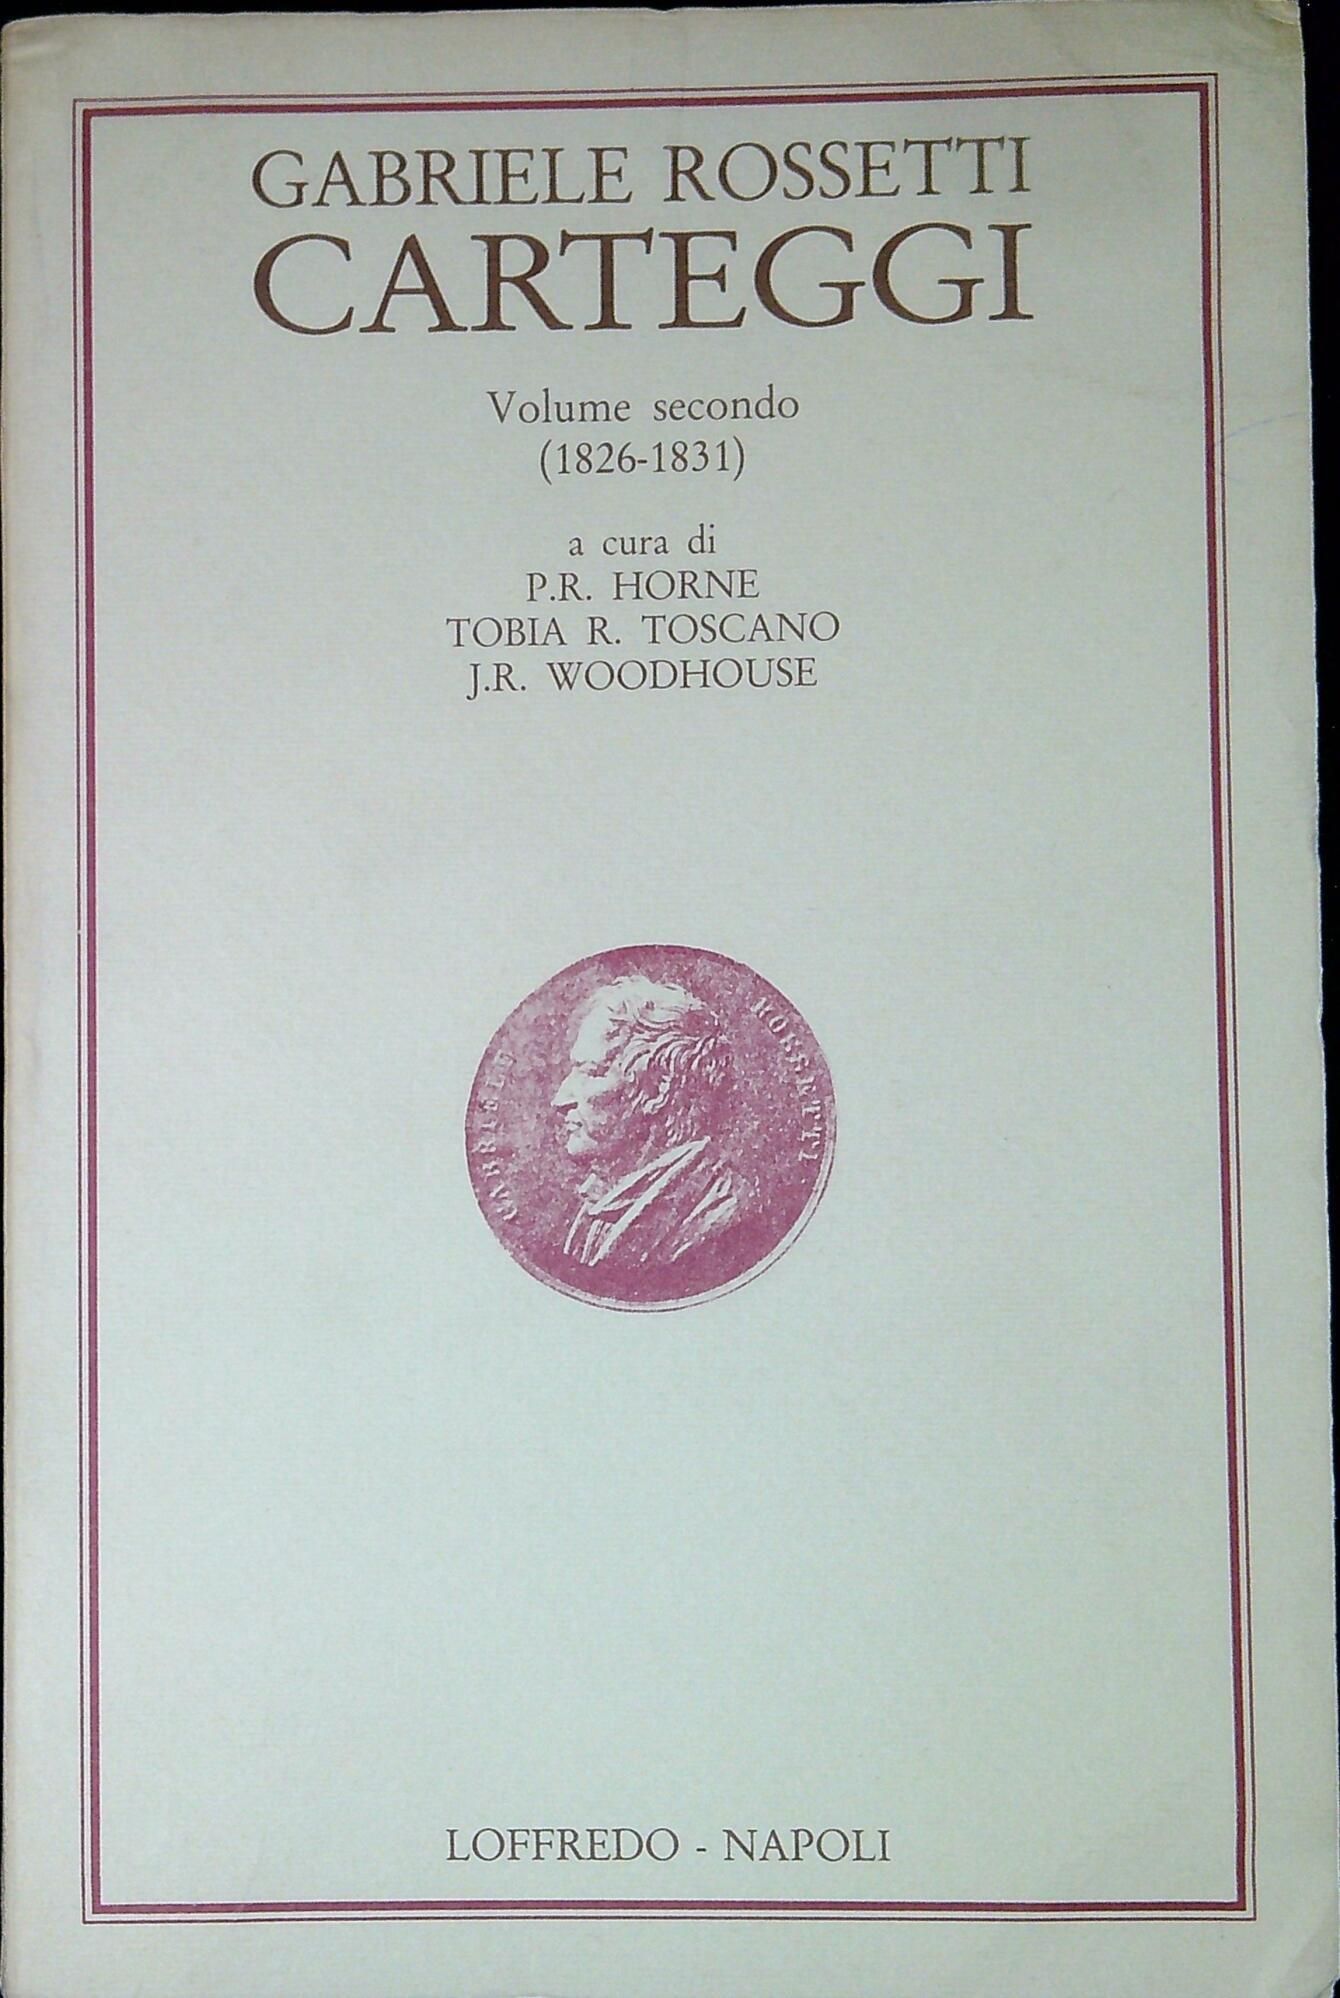 GABRIELE ROSSETTI
CARTEGGI
Volume secondo
(1826-1831)
a cura di
P.R. HORNE
TOBIA R. TOSCANO
J.R. WOODHOUSE
GABRIELE ROSSETTI
LOFFREDO - NAPOLI